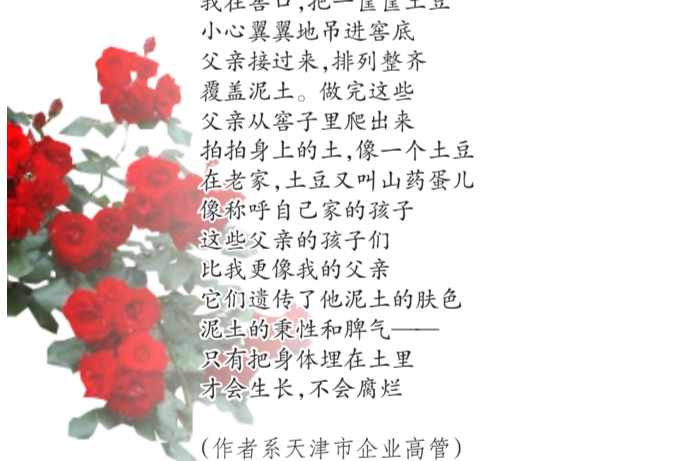 我在窖口,把一筐筐土豆
小心翼翼地吊进窖底
父亲接过来,排列整齐
覆盖泥土。做完这些
父亲从窖子里爬出来
拍拍身上的土,像一个土豆
在老家,土豆又叫山药蛋儿
像称呼自己家的孩子
这些父亲的孩子们
比我更像我的父亲
它们遗传了他泥土的肤色
泥土的秉性和脾气——
只有把身体埋在土里
才会生长,不会腐烂
(作者系天津市企业高管)